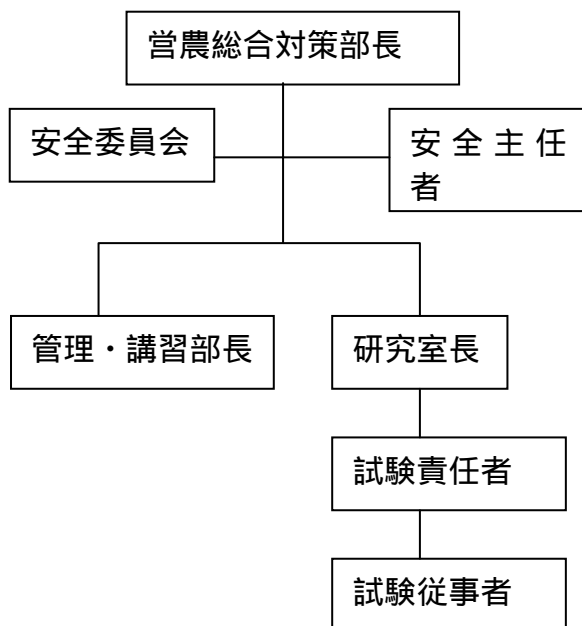 営農総合対策部長
安全委員会
安全主任
者
管理・講習部長
研究室長
試験責任者
試験従事者